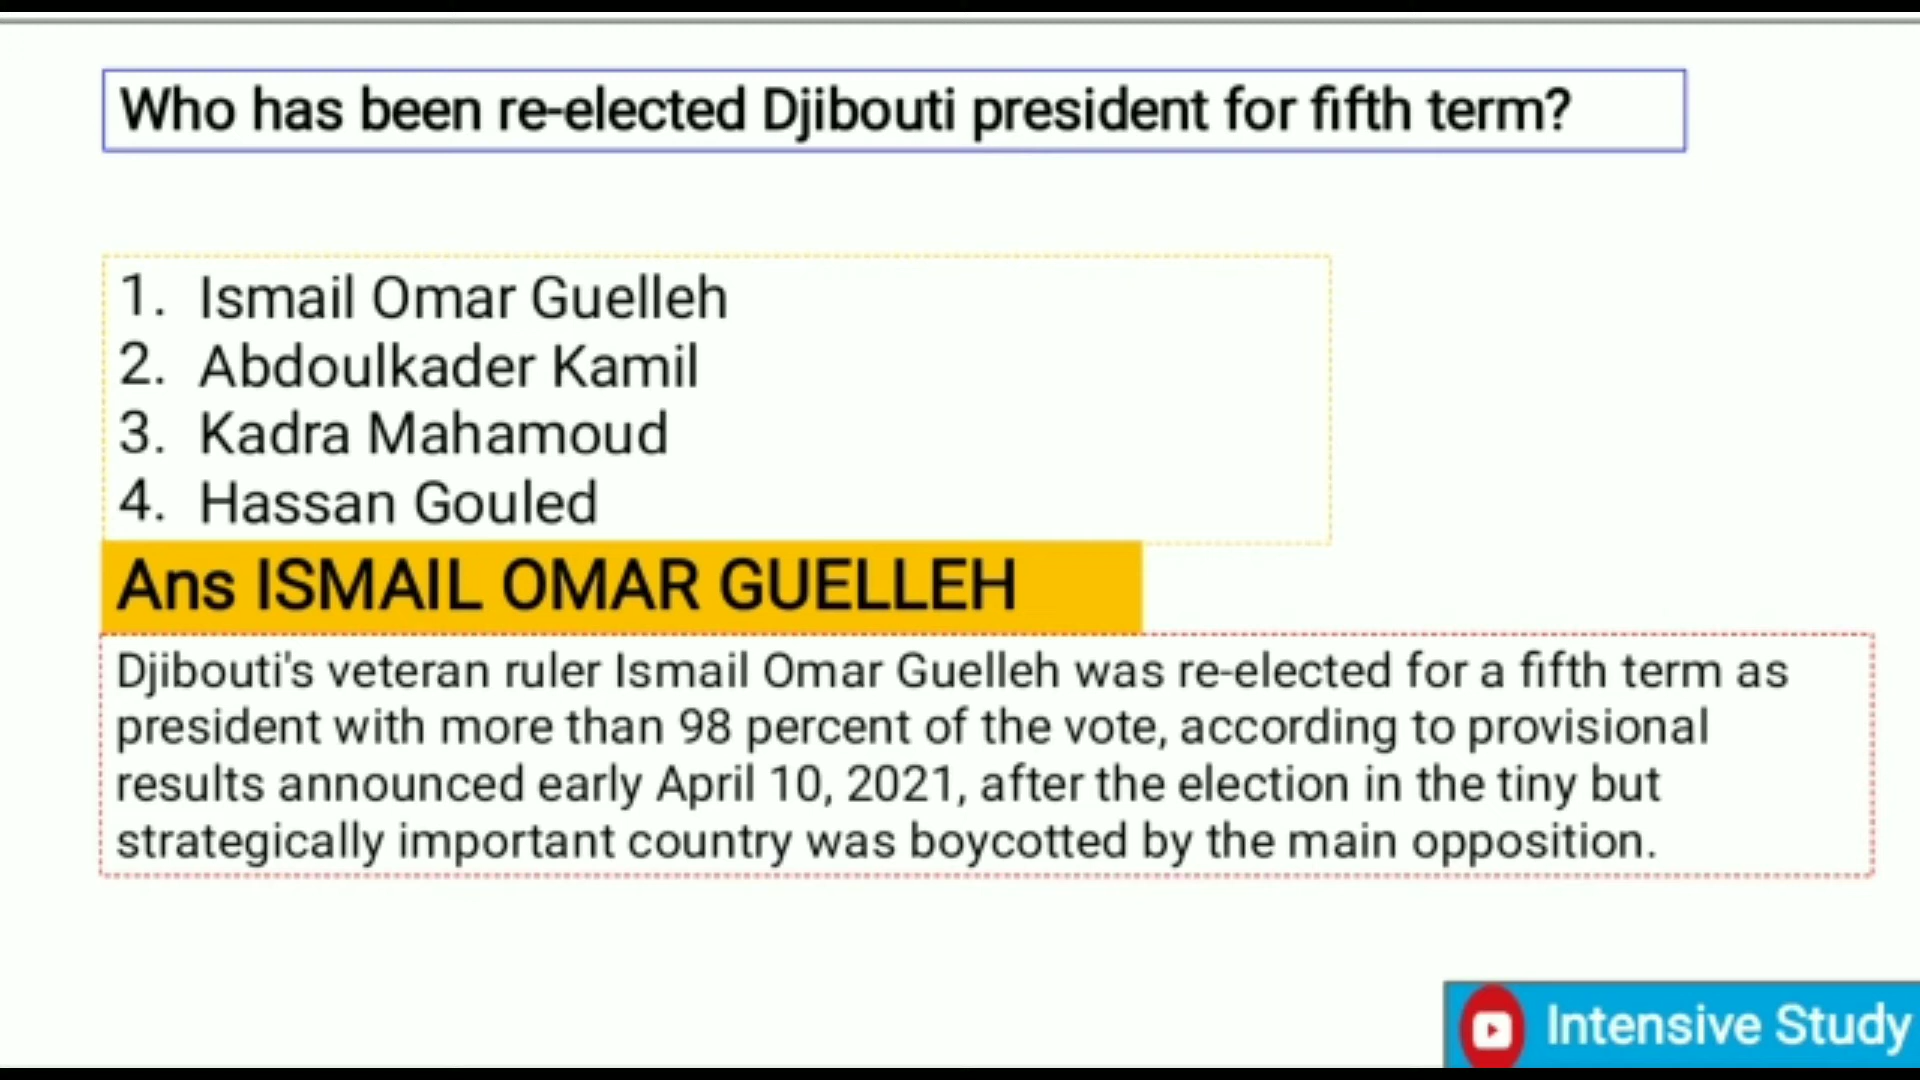 Who has been re-elected Djibouti president for fifth term?
1. Ismail Omar Guelleh
2. Abdoulkader Kamil
3. Kadra Mahamoud
4. Hassan Gouled
Ans ISMAIL OMAR GUELLEH
Djibouti's veteran ruler Ismail Omar Guelleh was re-elected for a fifth term as
president with more than 98 percent of the vote, according to provisional
results announced early April 10, 2021, after the election in the tiny but
strategically important country was boycotted by the main opposition.
Intensive Study